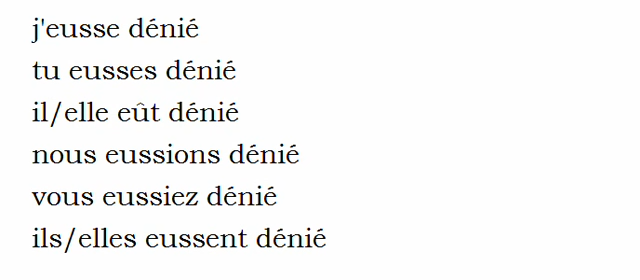 j'eusse dénié
tu eusses dénié
il/elle eût dénié
nous eussions dénié
vous eussiez dénié
ils/elles eussent dénié